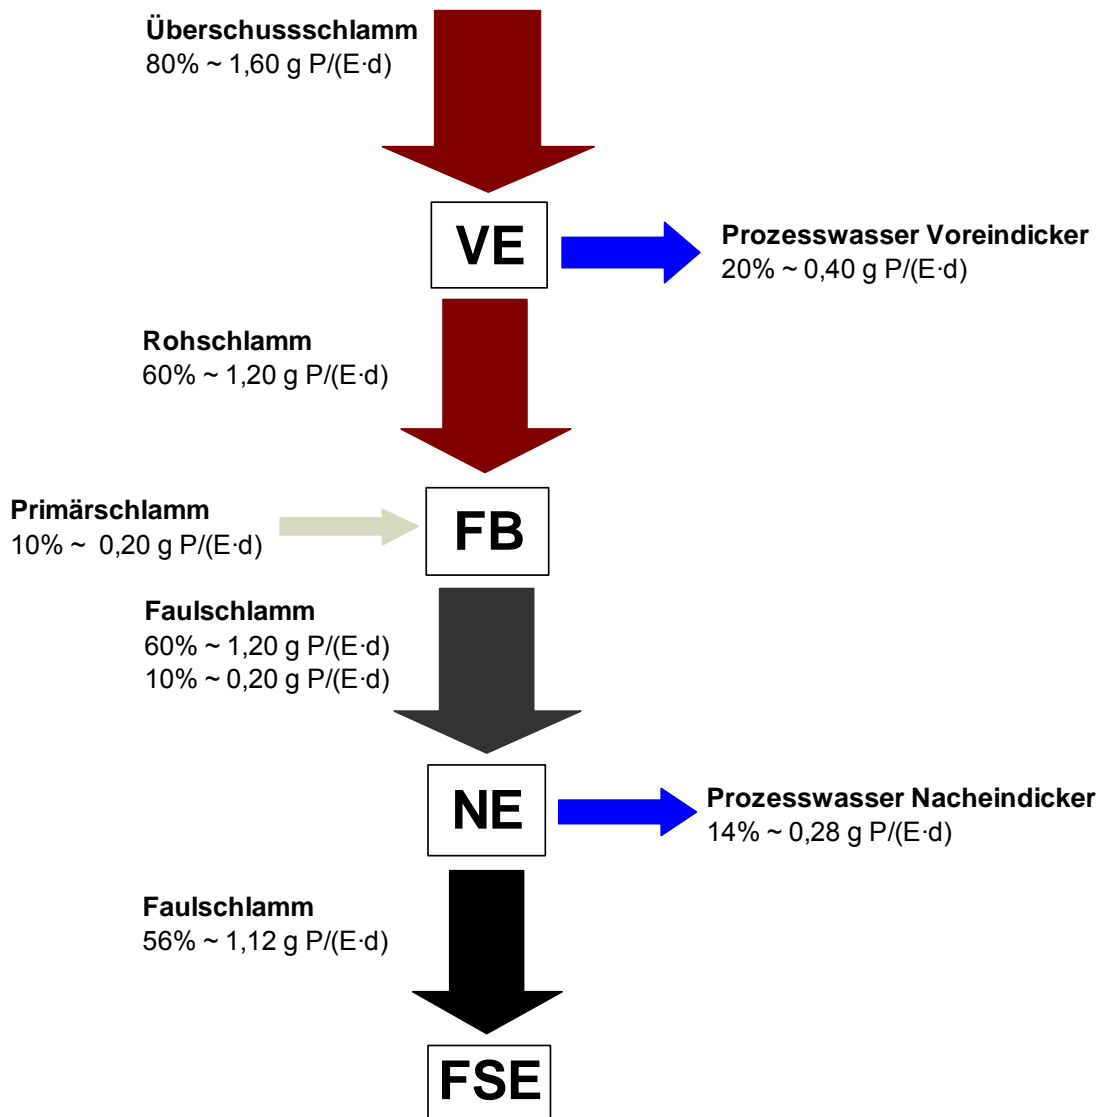 Überschussschlamm
80% ~ 1,60 g P/(E·d)
VE
Prozesswasser Voreindicker
20% ~ 0,40 g P/(E·d)
Rohschlamm
60% ~ 1,20 g P/(E·d)
Primärschlamm
10% ~ 0,20 g P/(E·d)
FB
Faulschlamm
60% ~ 1,20 g P/(E·d)
10% ~ 0,20 g P/(E·d)
NE
Prozesswasser Nacheindicker
14% ~ 0,28 g P/(E·d)
Faulschlamm
56% ~ 1,12 g P/(E·d)
FSE